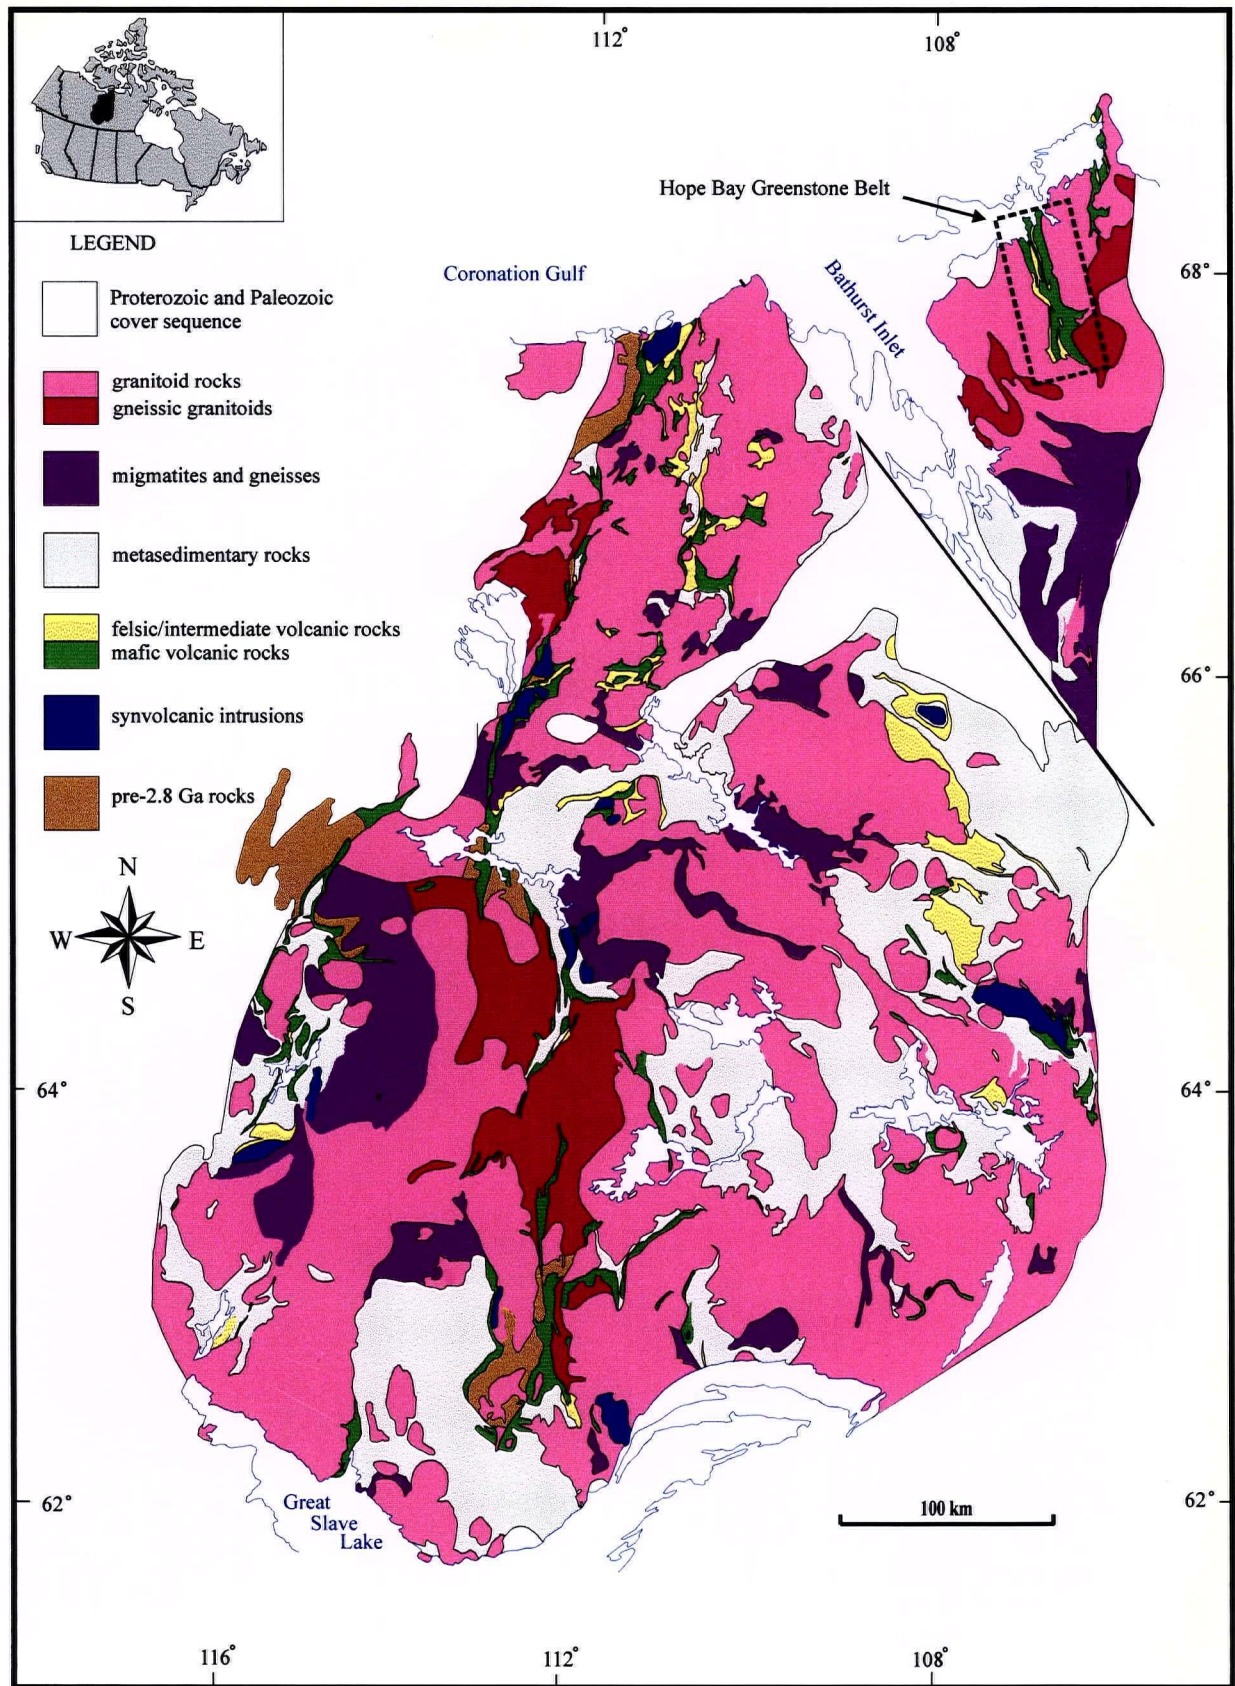 112°
108°
Hope Bay Greenstone Belt
LEGEND
Coronation Gulf
Bathurst Inlet
68°
Proterozoic and Paleozoic
cover sequence
granitoid rocks
gneissic granitoids
migmatites and gneisses
metasedimentary rocks
felsic/intermediate volcanic rocks
mafic volcanic rocks
66°
synvolcanic intrusions
pre-2.8 Ga rocks
N
W
E
S
64°
64°
62°
Great
Slave
Lake
100 km
62°
116°
112°
108°